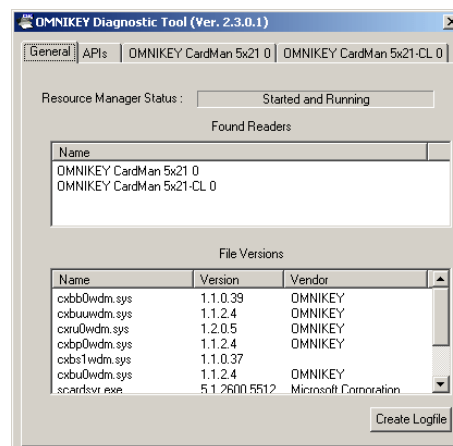 OMNIKEY Diagnostic Tool (Ver. 2.3.0.1)
General APIs OMNIKEY CardMan 5x21 0 OMNIKEY CardMan 5x21-CL 0
Resource Manager Status : Started and Running
Found Readers
Name
OMNIKEY CardMan 5x21 0
OMNIKEY CardMan 5x21-CL 0
File Versions
Name Version Vendor
cxbb0wdm.sys 1.1.0.39 OMNIKEY
cxbuuwdm.sys 1.1.2.4 OMNIKEY
cxru0wdm.sys 1.2.0.5 OMNIKEY
cxbp0wdm.sys 1.1.2.4 OMNIKEY
cxbs1wdm.sys 1.1.0.37
cxbu0wdm.sys 1.1.2.4 OMNIKEY
scardsvr.exe 5.1.2600.5512 Microsoft Corporation
Create Logfile